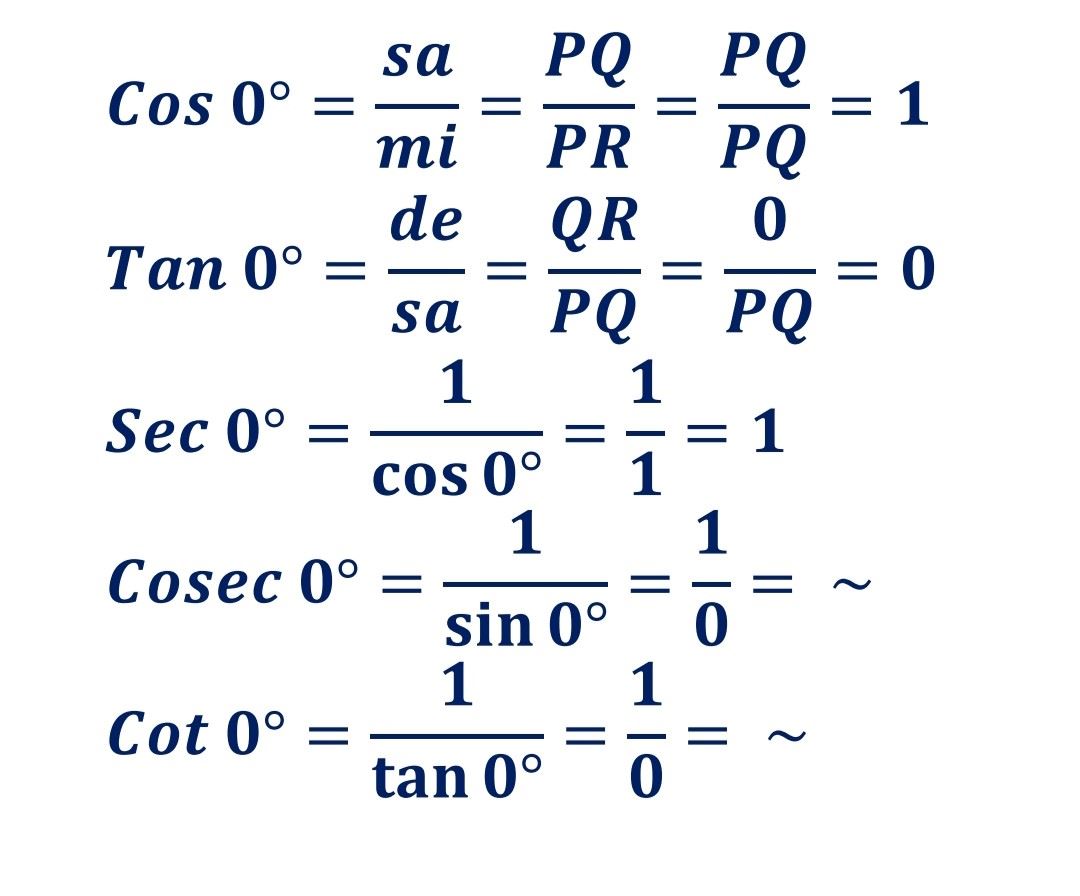 Cos 0° = sa/mi = PQ/PR = PQ/PQ = 1
Tan 0° = de/sa = QR/PQ = 0/PQ = 0
Sec 0° = 1/cos 0° = 1/1 = 1
Cosec 0° = 1/sin 0° = 1/0 = ~
Cot 0° = 1/tan 0° = 1/0 = ~